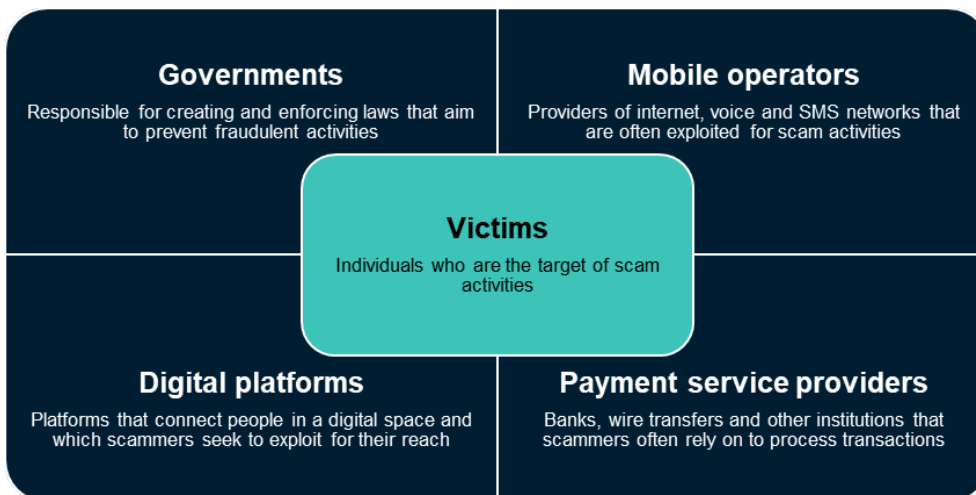 Governments
Responsible for creating and enforcing laws that aim
to prevent fraudulent activities
Mobile operators
Providers of internet, voice and SMS networks that
are often exploited for scam activities
Victims
Individuals who are the target of scam
activities
Digital platforms
Platforms that connect people in a digital space and
which scammers seek to exploit for their reach
Payment service providers
Banks, wire transfers and other institutions that
scammers often rely on to process transactions